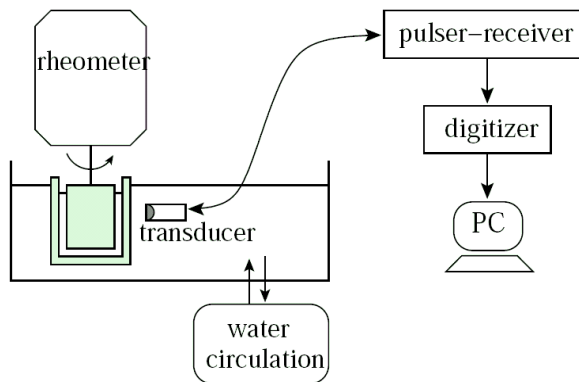 rheometer
pulser–receiver
digitizer
PC
transducer
water
circulation